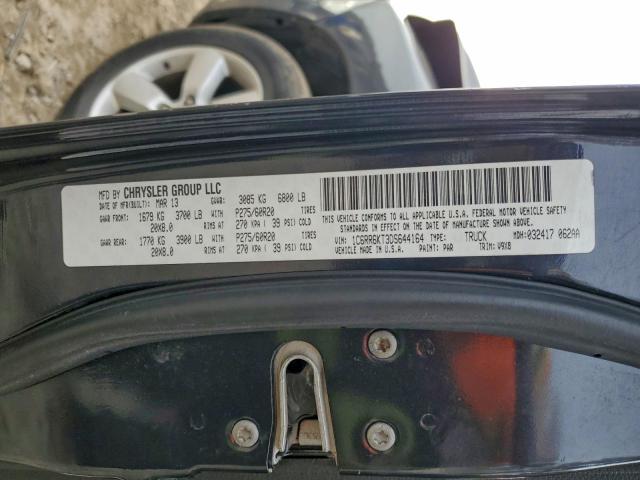 MFD BY CHRYSLER GROUP LLC
DATE OF MFR(BUILT): MAR 13 GVWR: 3085 KG 6800 LB
GAWR FRONT: 1679 KG 3700 LB WITH P275/60R20 TIRES
20X8.0 RIMS AT 270 KPA ( 39 PSI) COLD
GAWR REAR: 1770 KG 3900 LB WITH P275/60R20 TIRES
20X8.0 RIMS AT 270 KPA ( 39 PSI) COLD
THIS VEHICLE CONFORMS TO ALL APPLICABLE U.S.A. FEDERAL MOTOR VEHICLE SAFETY
STANDARDS IN EFFECT ON THE DATE OF MANUFACTURE SHOWN ABOVE.
VIN: 1C6RR6KT3DS644164 TYPE: TRUCK MDH: 032417 062AA
VEHICLE MADE IN U.S.A. PAINT: PAR TRIM: V9X8